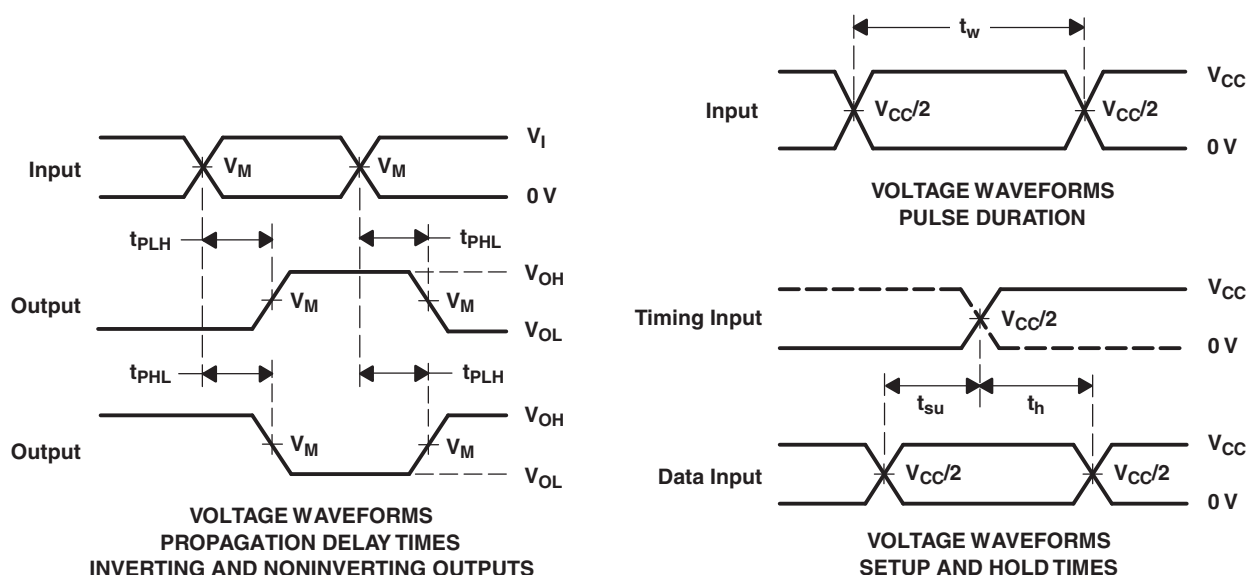 Input
V_M
V_M
V_I
0 V
t_PLH
t_PHL
Output
V_M
V_M
V_OH
V_OL
t_PHL
t_PLH
Output
V_M
V_M
V_OH
V_OL
VOLTAGE WAVEFORMS
PROPAGATION DELAY TIMES
INVERTING AND NONINVERTING OUTPUTS
t_w
Input
V_CC/2
V_CC/2
V_CC
0 V
VOLTAGE WAVEFORMS
PULSE DURATION
Timing Input
V_CC/2
V_CC
0 V
t_su
t_h
Data Input
V_CC/2
V_CC/2
V_CC
0 V
VOLTAGE WAVEFORMS
SETUP AND HOLD TIMES